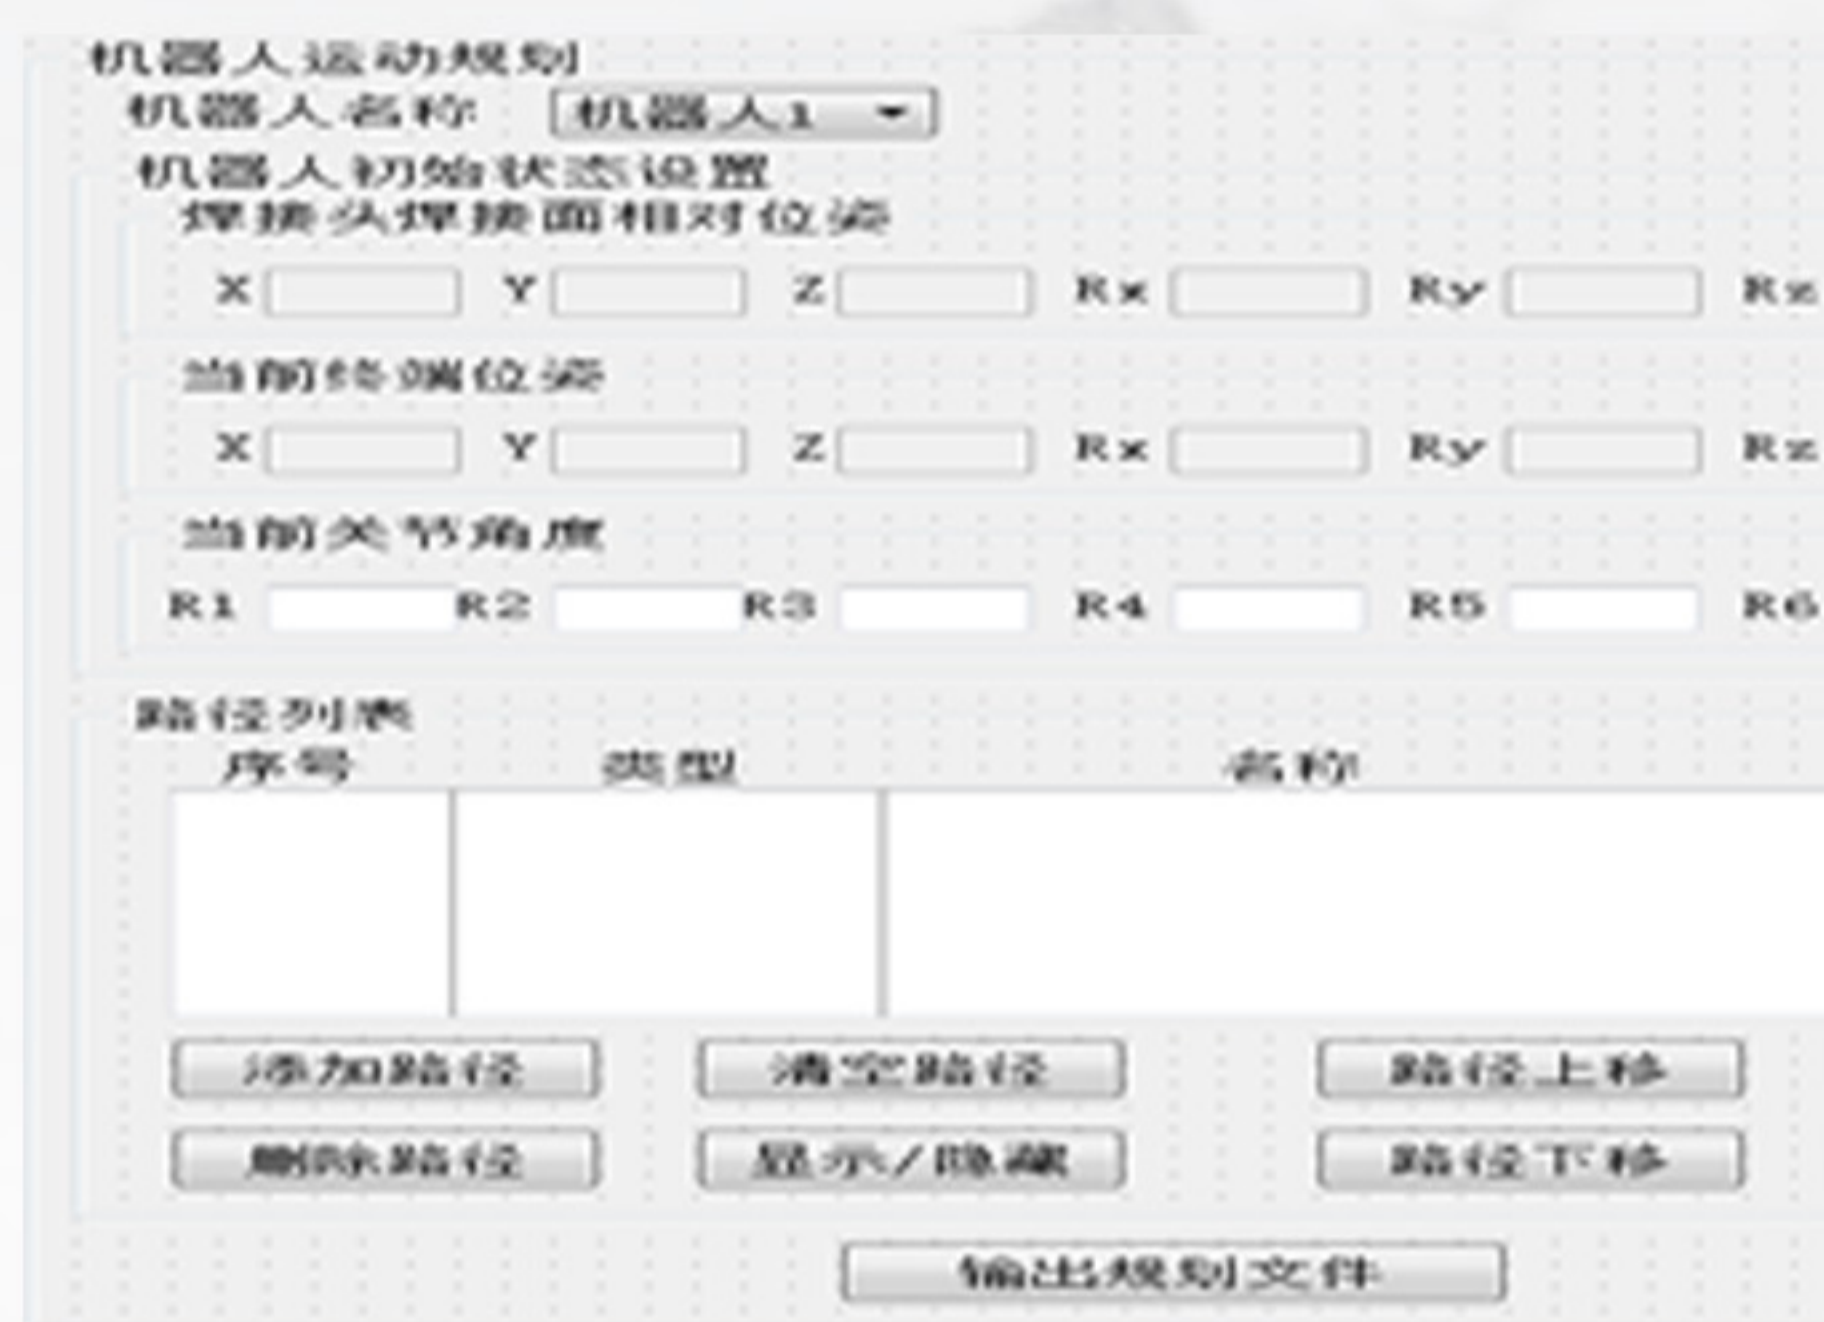 机器人运动规划
机器人名称 机器人1
机器人初始状态设置
焊接头焊接面相对位姿
X Y Z Rx Ry Rz
当前终端位姿
X Y Z Rx Ry Rz
当前关节角度
R1 R2 R3 R4 R5 R6
路径列表
序号 类型 名称
添加路径 清空路径 路径上移
删除路径 显示/隐藏 路径下移
输出规划文件